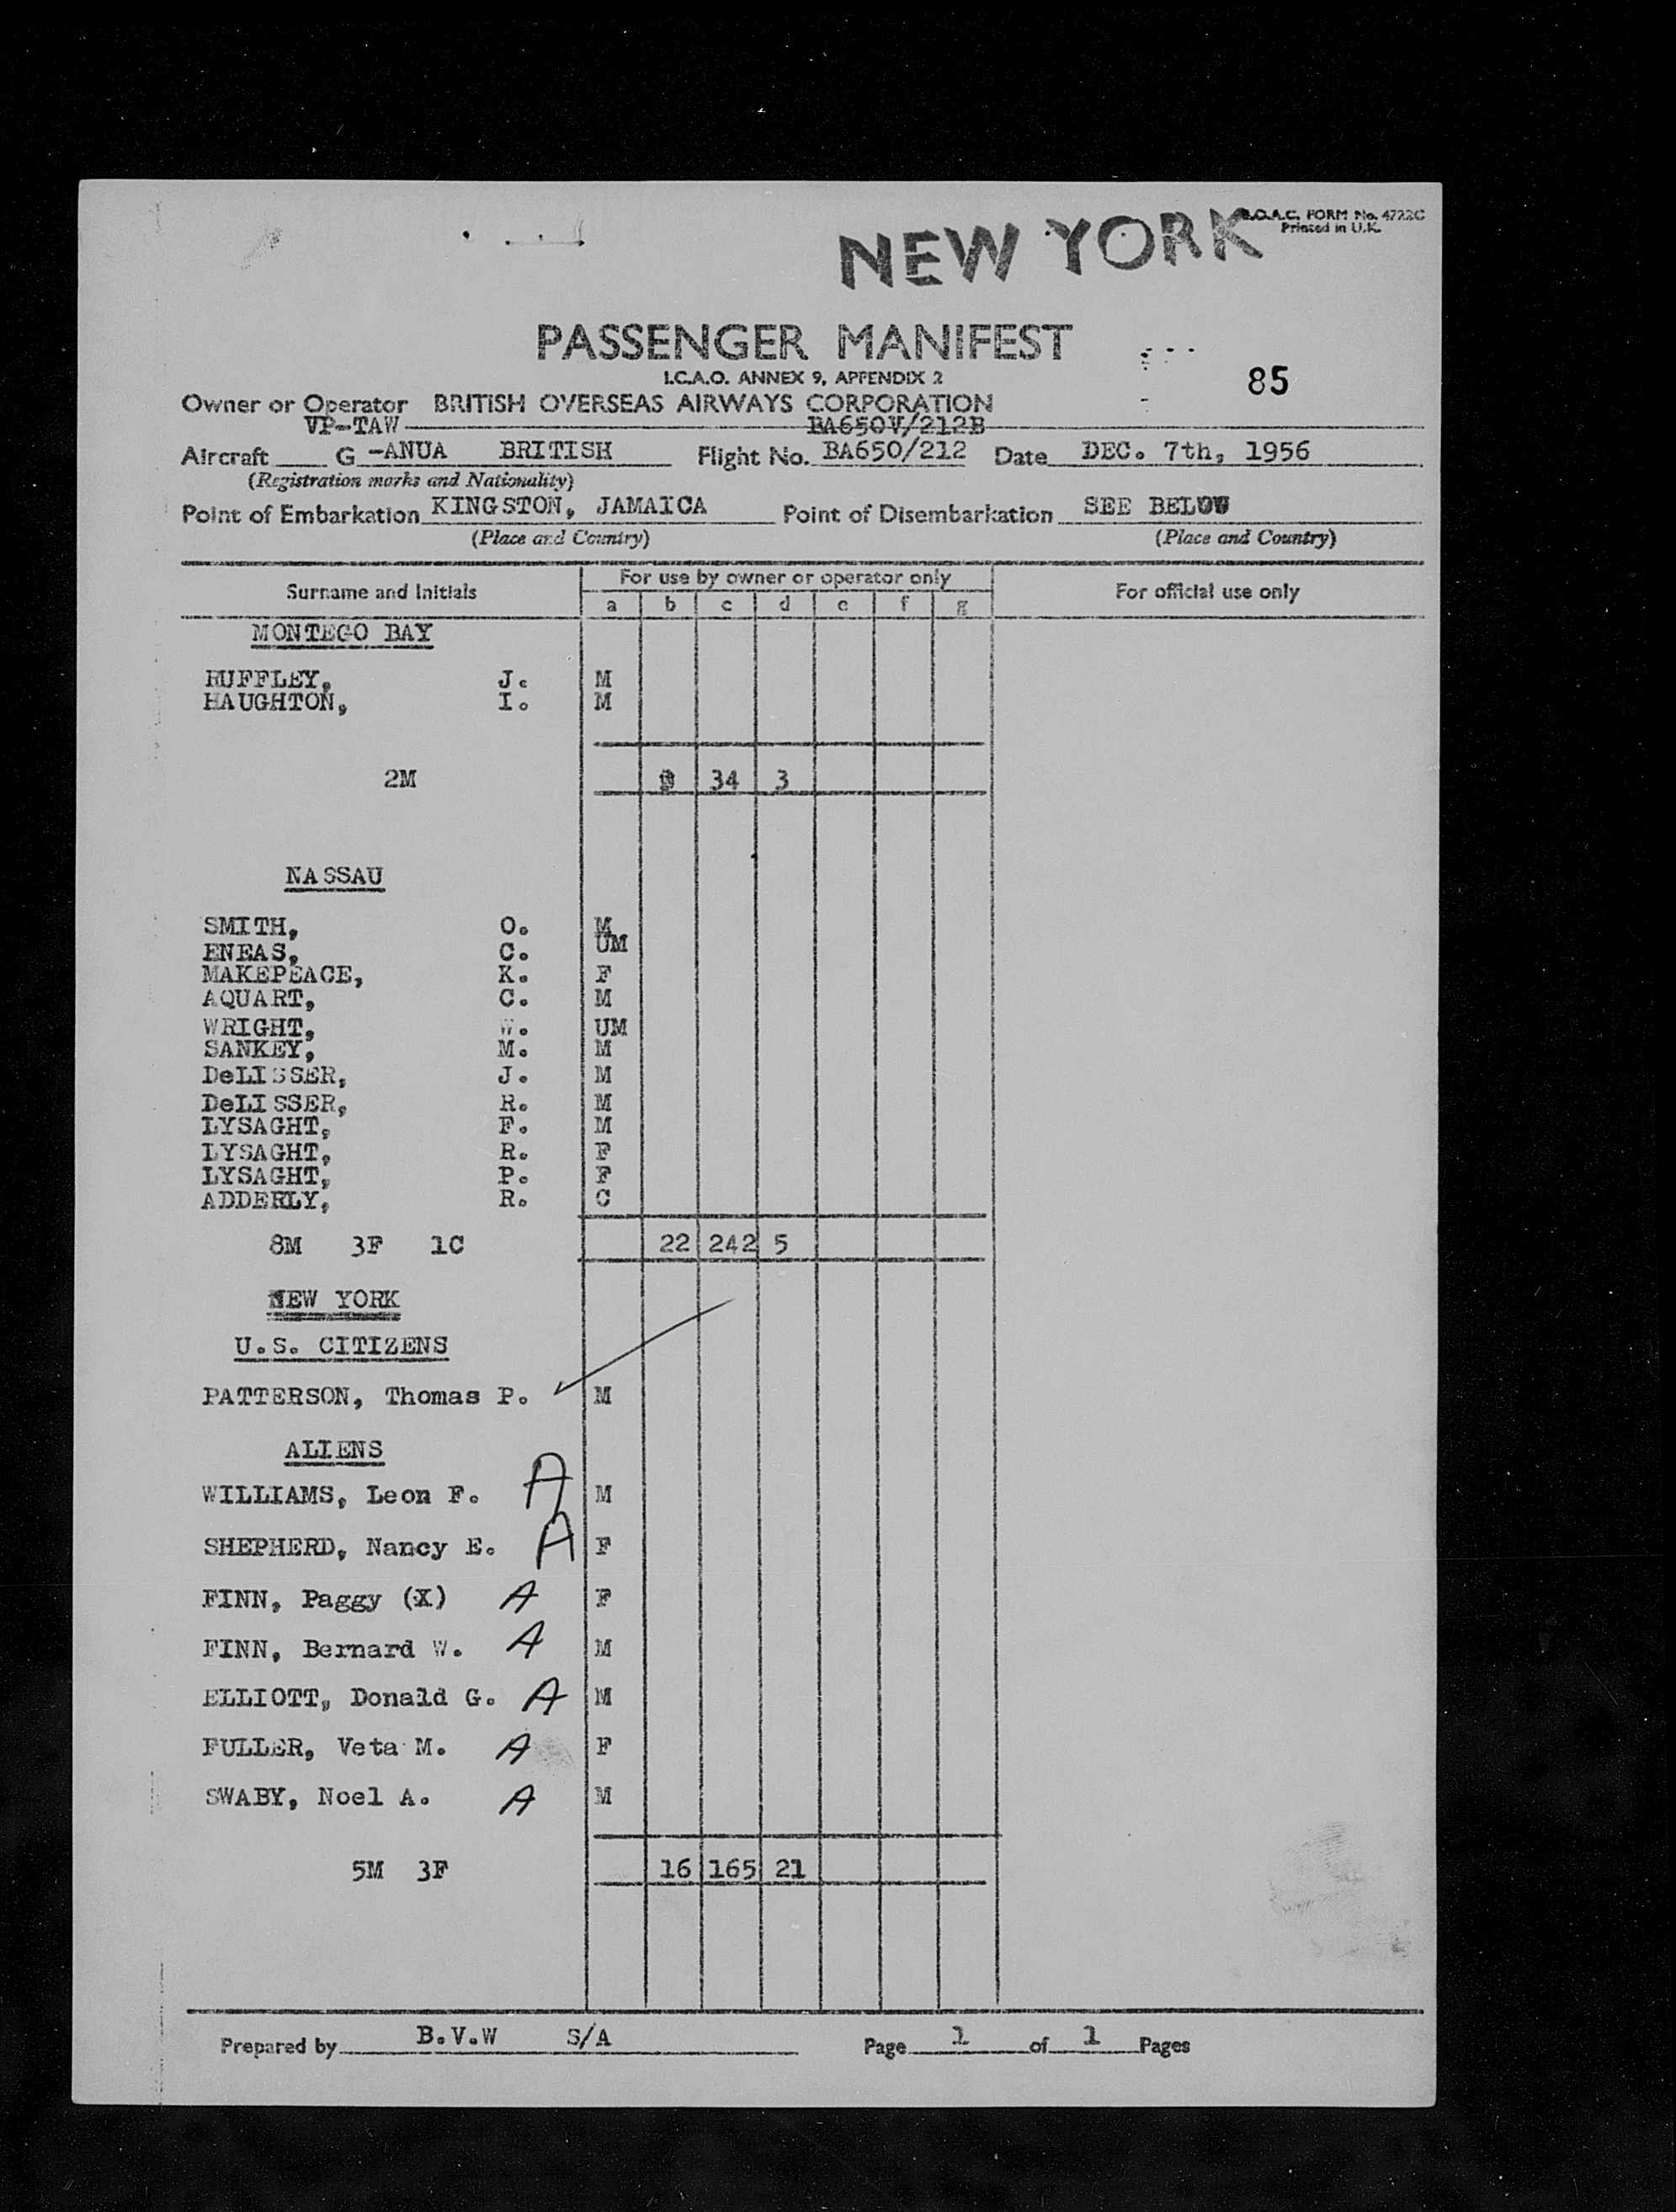 B.O.A.C. FORM No. 4722C
Printed in U.K.
NEW YORK
PASSENGER MANIFEST
I.C.A.O. ANNEX 9, APPENDIX 2
85
Owner or Operator BRITISH OVERSEAS AIRWAYS CORPORATION
VP-TAW BA650V/212B
Aircraft G -ANUA BRITISH Flight No. BA650/212 Date DEC. 7th, 1956
(Registration marks and Nationality)
Point of Embarkation KINGSTON, JAMAICA Point of Disembarkation SEE BELOW
(Place and Country) (Place and Country)
Surname and Initials For use by owner or operator only For official use only
a b c d e f g
MONTEGO BAY
RUFFLEY, J. M
HAUGHTON, I. M
2M 34 3
NASSAU
SMITH, O. M
ENEAS, C. UM
MAKEPEACE, K. F
AQUART, C. M
WRIGHT, W. UM
SANKEY, M. M
DeLISSER, J. M
DeLISSER, R. M
LYSAGHT, F. M
LYSAGHT, R. F
LYSAGHT, P. F
ADDERLY, R. C
8M 3F 1C 22 242 5
NEW YORK
U.S. CITIZENS
PATTERSON, Thomas P. M
ALIENS
WILLIAMS, Leon F. A M
SHEPHERD, Nancy E. A F
FINN, Paggy (X) A F
FINN, Bernard W. A M
ELLIOTT, Donald G. A M
FULLER, Veta M. A F
SWABY, Noel A. A M
5M 3F 16 165 21
Prepared by B.V.W S/A Page 1 of 1 Pages